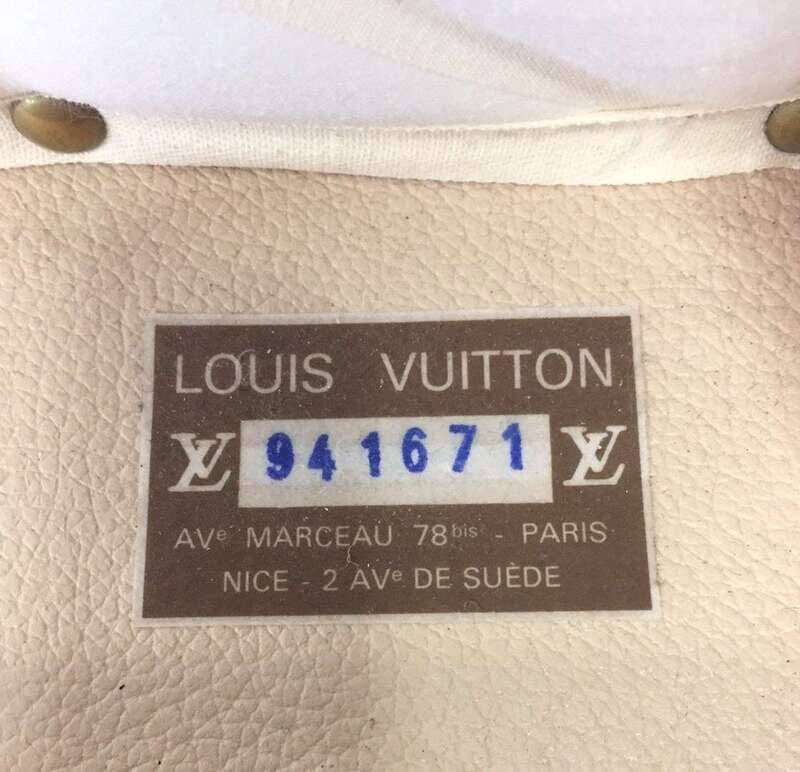 LOUIS VUITTON
LV 941671 LV
AVe MARCEAU 78bis - PARIS
NICE - 2 AVe DE SUÈDE